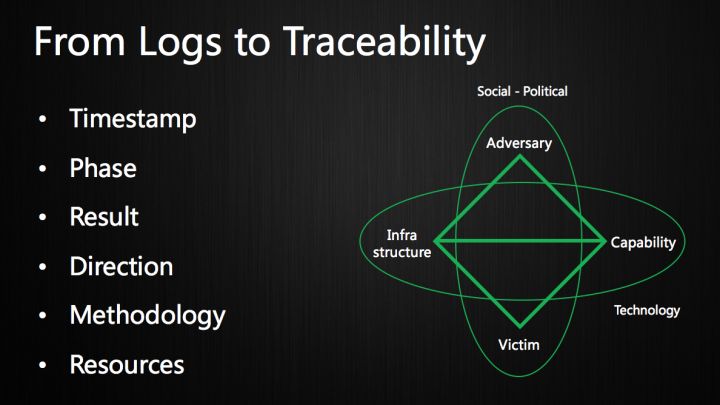 From Logs to Traceability
• Timestamp
• Phase
• Result
• Direction
• Methodology
• Resources
Social - Political
Adversary
Infra
structure
Capability
Technology
Victim